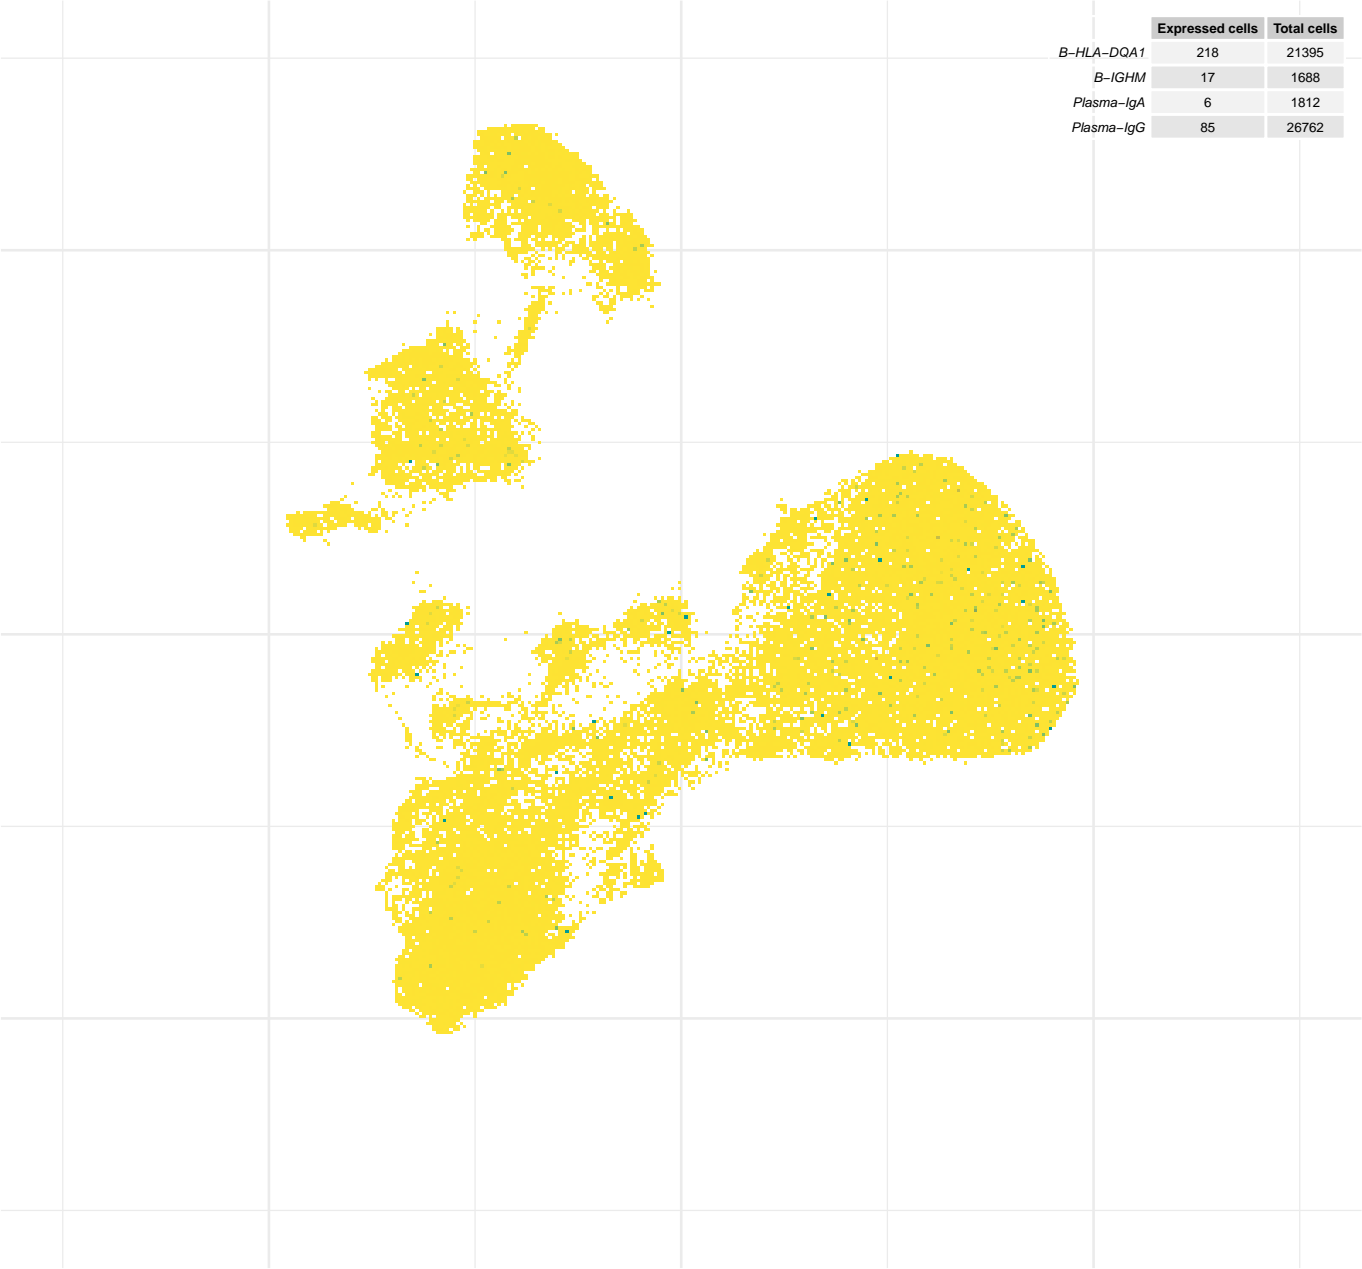 Expressed cells Total cells
B−HLA−DQA1 218 21395
B−IGHM 17 1688
Plasma−IgA 6 1812
Plasma−IgG 85 26762